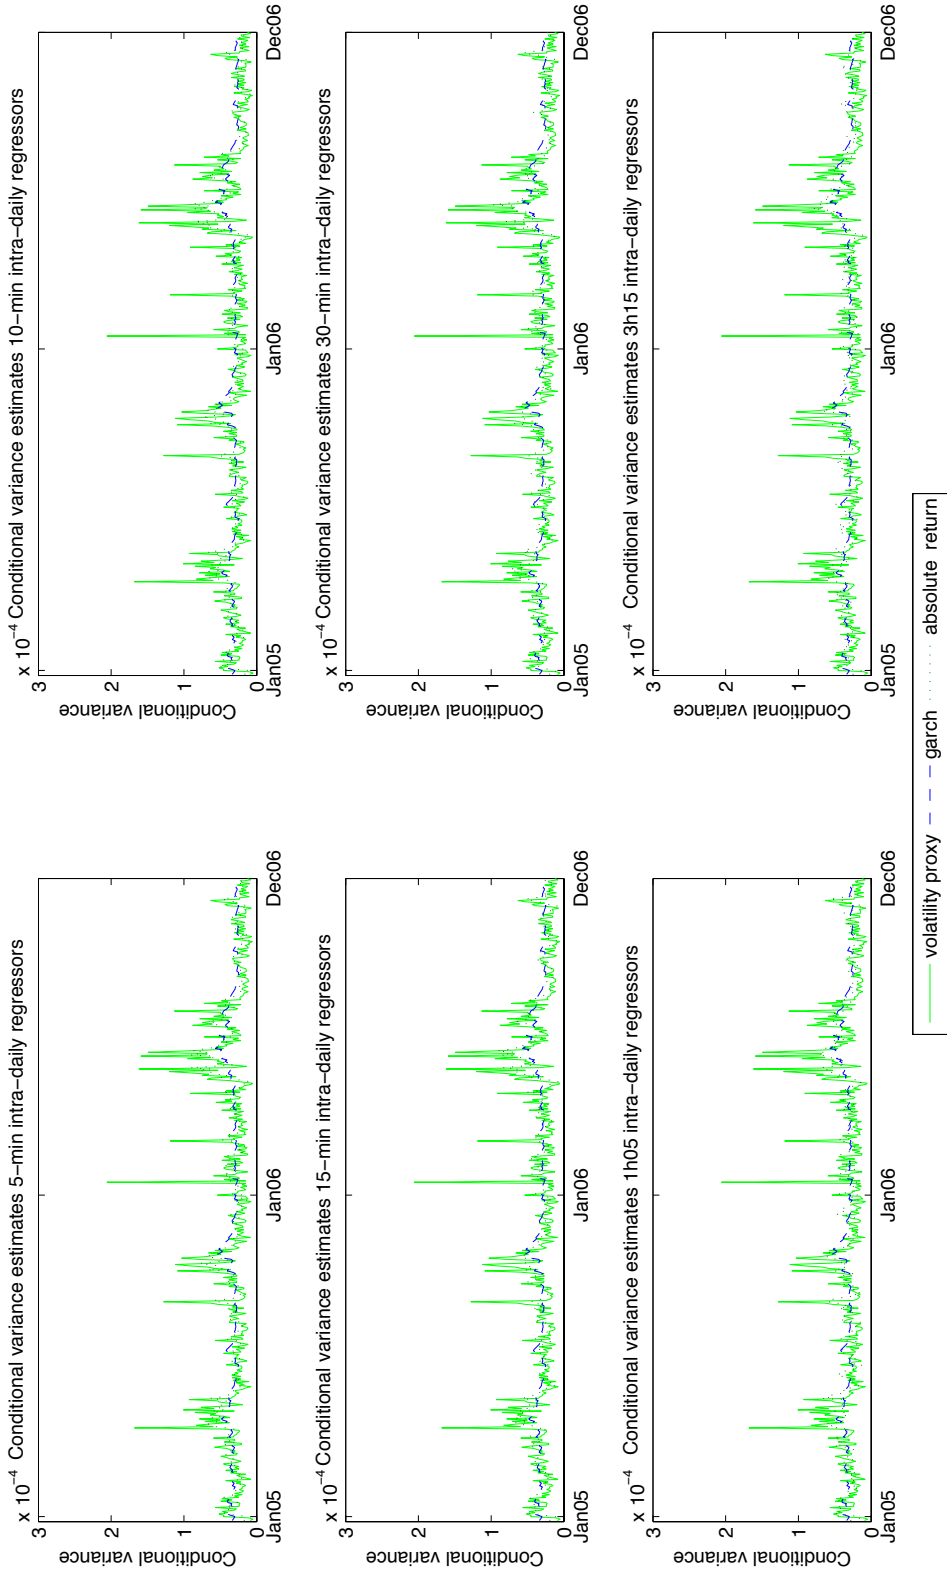 x 10−4 Conditional variance estimates 5−min intra−daily regressors
Conditional variance
3
2
1
0
Jan05
Jan06
Dec06
x 10−4 Conditional variance estimates 10−min intra−daily regressors
Conditional variance
3
2
1
0
Jan05
Jan06
Dec06
x 10−4 Conditional variance estimates 15−min intra−daily regressors
Conditional variance
3
2
1
0
Jan05
Jan06
Dec06
x 10−4 Conditional variance estimates 30−min intra−daily regressors
Conditional variance
3
2
1
0
Jan05
Jan06
Dec06
x 10−4 Conditional variance estimates 1h05 intra−daily regressors
Conditional variance
3
2
1
0
Jan05
Jan06
Dec06
x 10−4 Conditional variance estimates 3h15 intra−daily regressors
Conditional variance
3
2
1
0
Jan05
Jan06
Dec06
volatility proxy garch absolute return